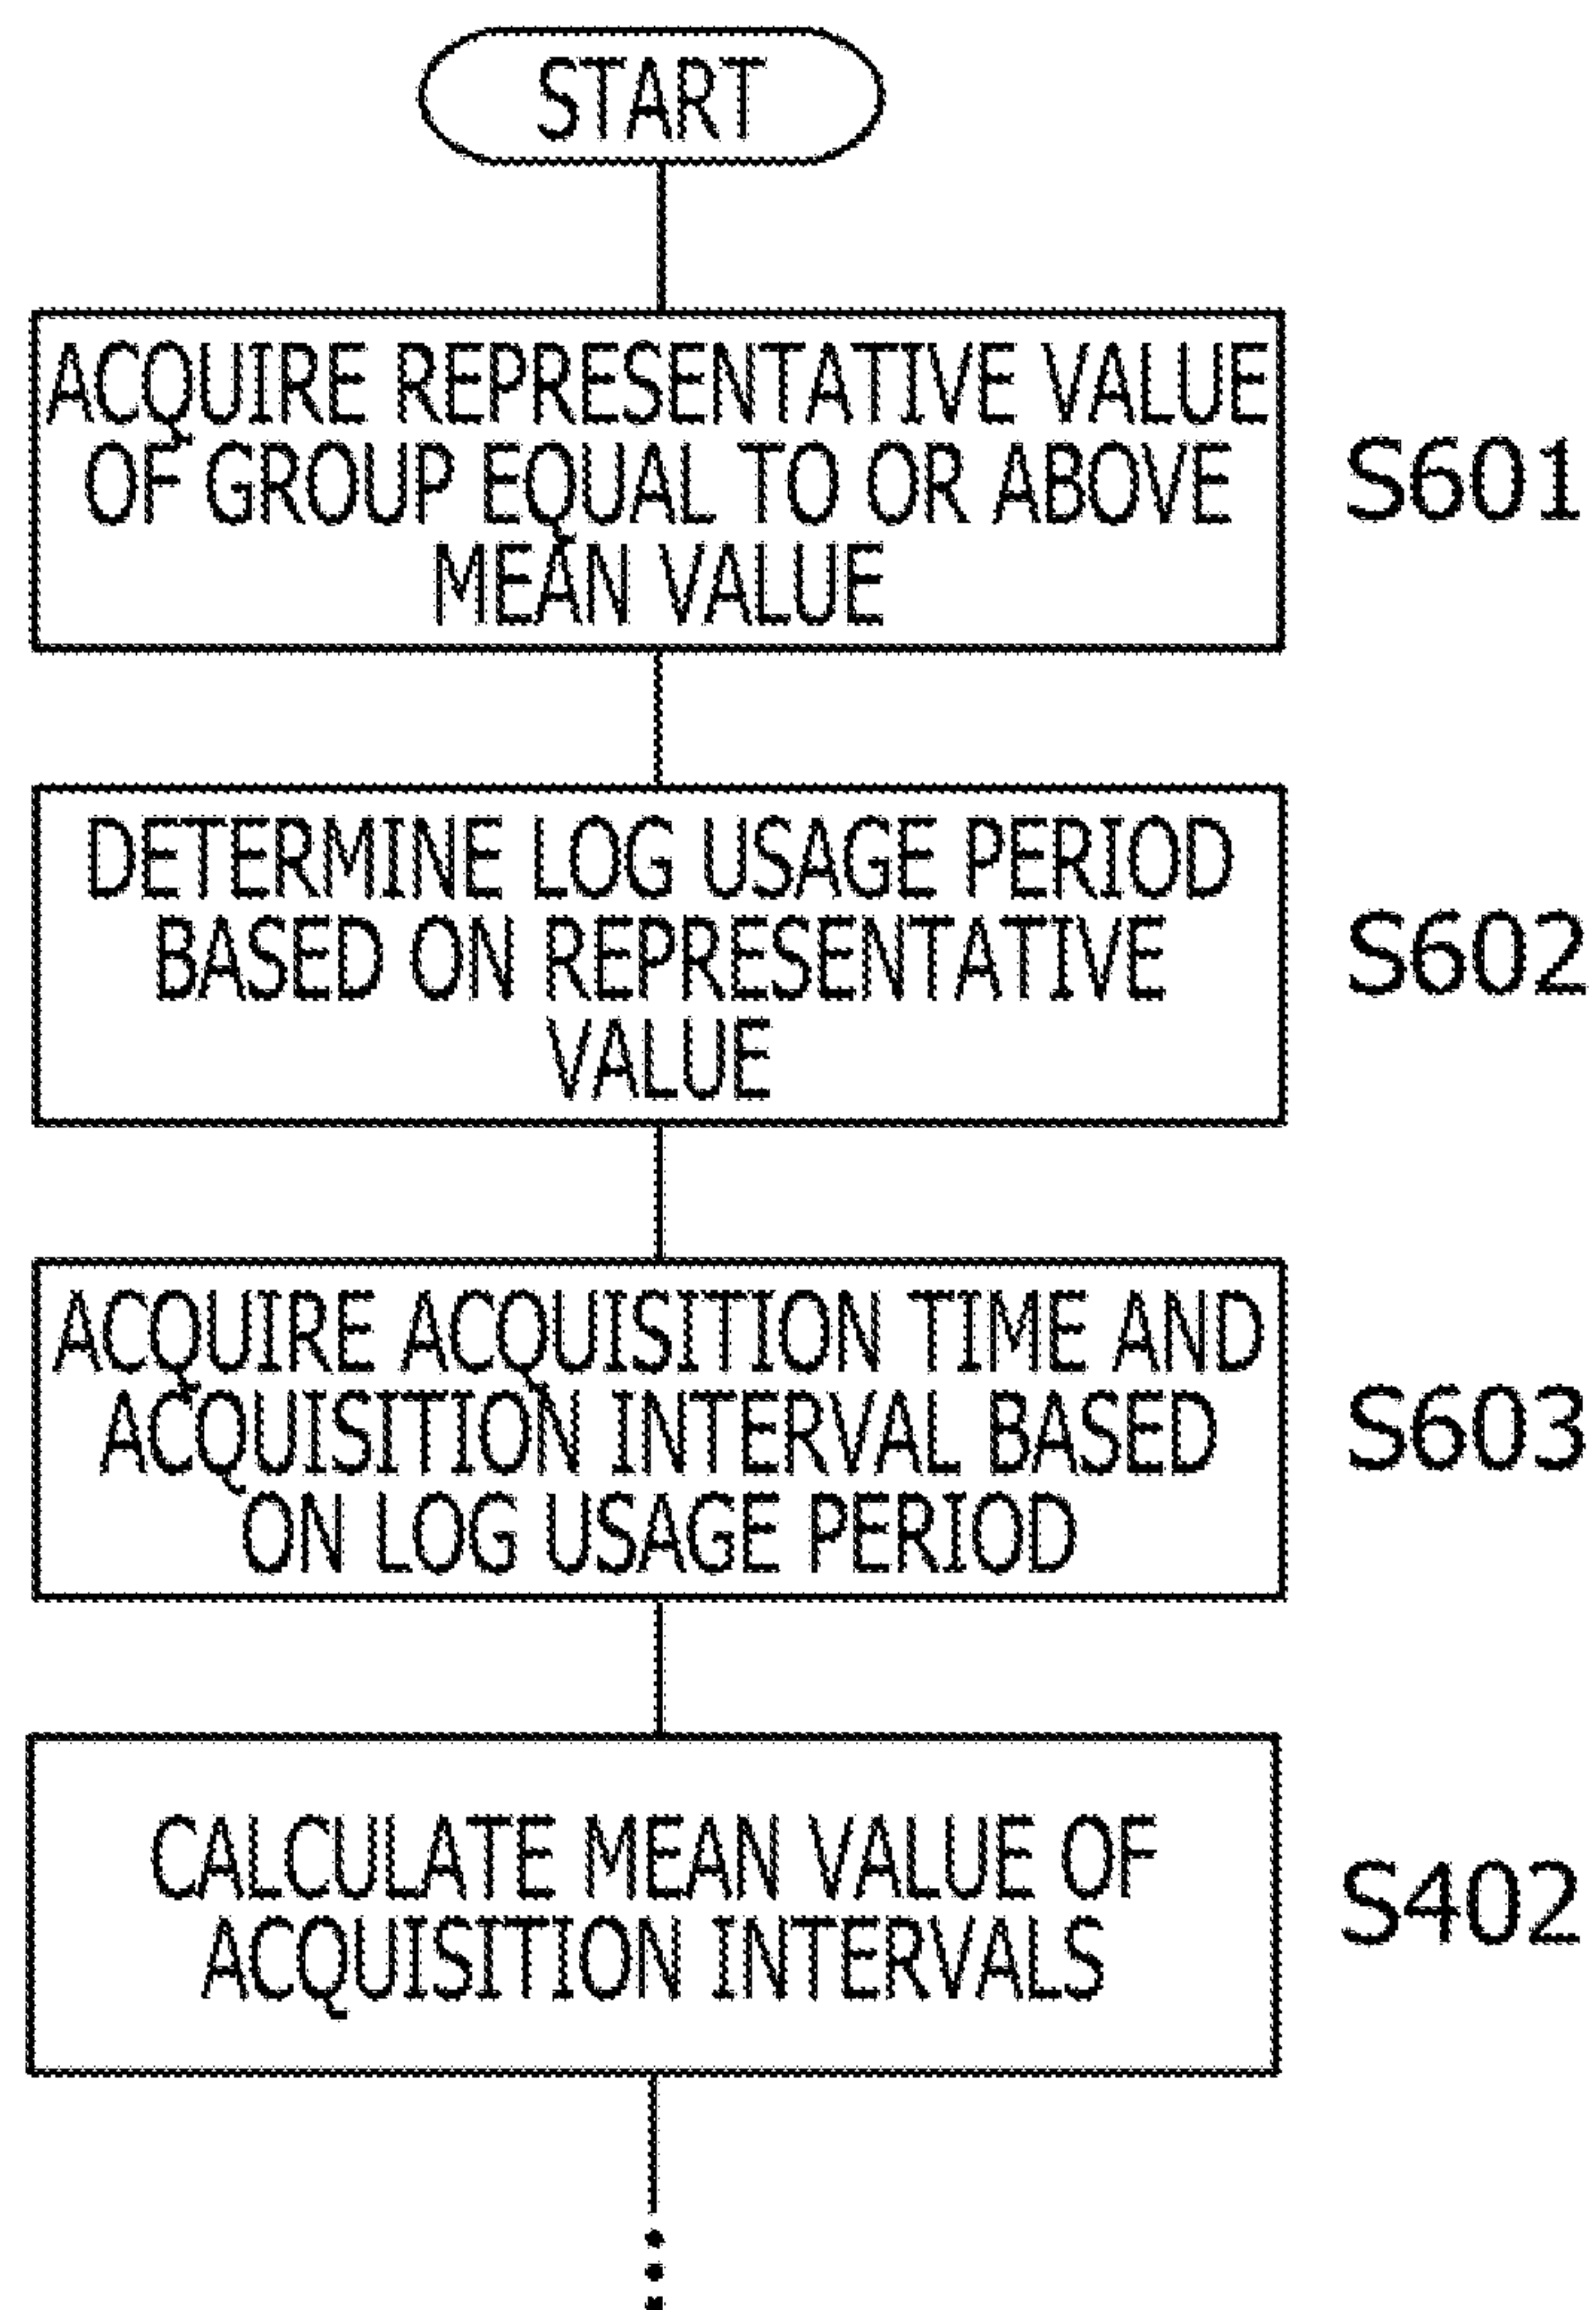 START
ACQUIRE REPRESENTATIVE VALUE
OF GROUP EQUAL TO OR ABOVE
MEAN VALUE
S601
DETERMINE LOG USAGE PERIOD
BASED ON REPRESENTATIVE
VALUE
S602
ACQUIRE ACQUISITION TIME AND
ACQUISITION INTERVAL BASED
ON LOG USAGE PERIOD
S603
CALCULATE MEAN VALUE OF
ACQUISITION INTERVALS
S402